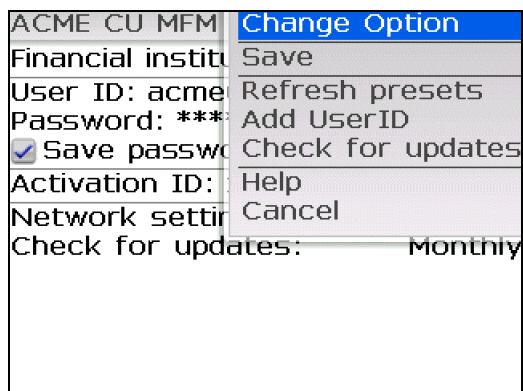 ACME CU MFM
Change Option
Financial institu
Save
User ID: acme
Refresh presets
Password: ***
Add UserID
Save passw
Check for updates
Activation ID:
Help
Network settin
Cancel
Check for updates: Monthly